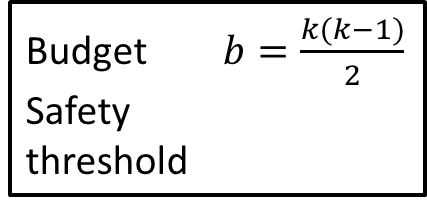 Budget b = k(k−1)/2
Safety
threshold